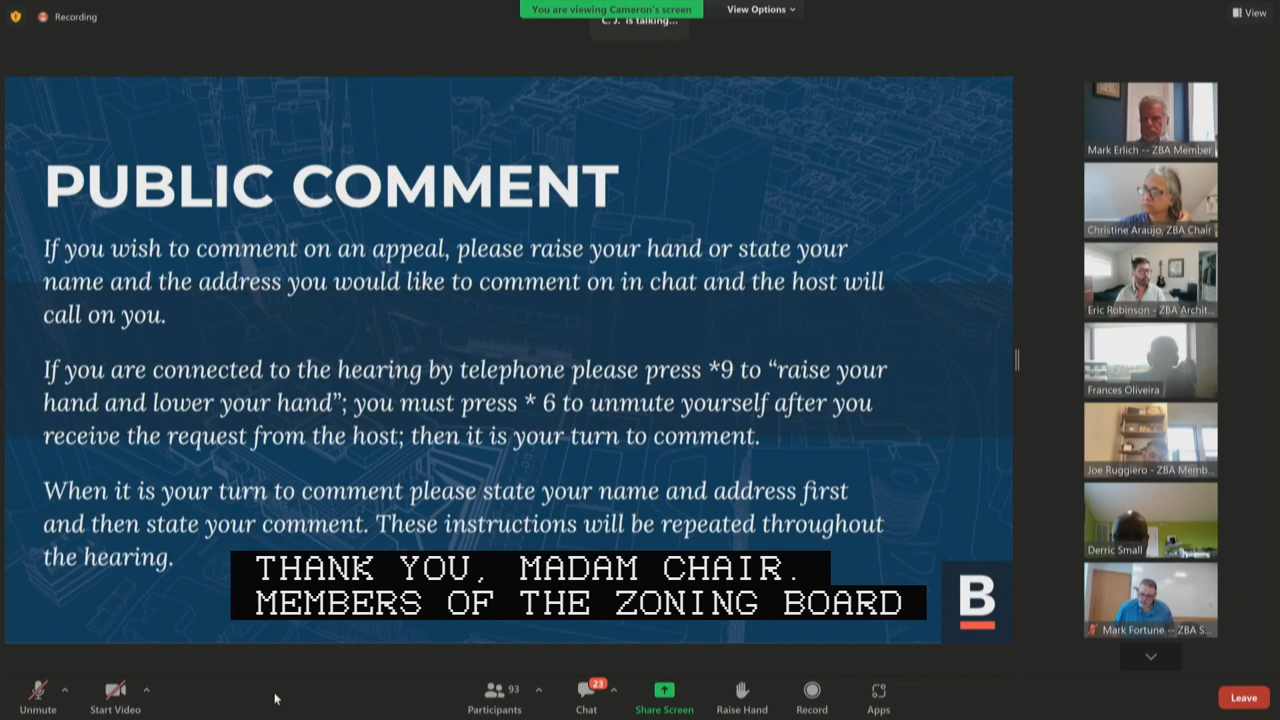 Recording
You are viewing Cameron's screen
View Options
C. J. is talking...
View
PUBLIC COMMENT
If you wish to comment on an appeal, please raise your hand or state your
name and the address you would like to comment on in chat and the host will
call on you.
If you are connected to the hearing by telephone please press *9 to “raise your
hand and lower your hand”; you must press * 6 to unmute yourself after you
receive the request from the host; then it is your turn to comment.
When it is your turn to comment please state your name and address first
and then state your comment. These instructions will be repeated throughout
the hearing.
THANK YOU, MADAM CHAIR.
MEMBERS OF THE ZONING BOARD
B
Mark Erlich -- ZBA Member
Christine Araujo, ZBA Chair
Eric Robinson - ZBA Archit...
Frances Oliveira
Joe Ruggiero - ZBA Memb...
Derric Small
Mark Fortune -- ZBA S...
Unmute
Start Video
93
Participants
23
Chat
Share Screen
Raise Hand
Record
Apps
Leave